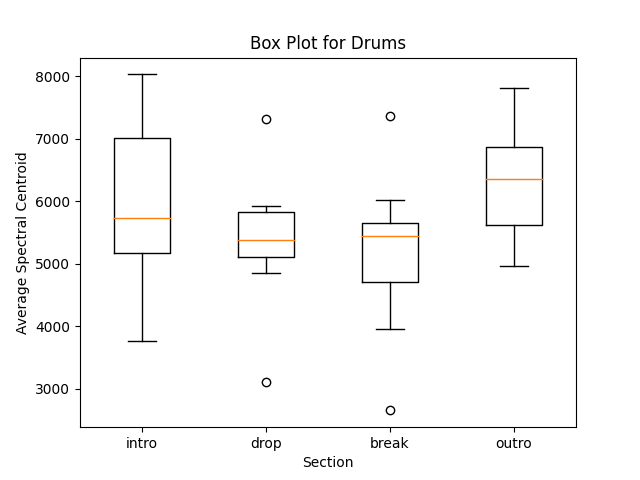 Box Plot for Drums
Average Spectral Centroid
8000
7000
6000
5000
4000
3000
intro drop break outro
Section